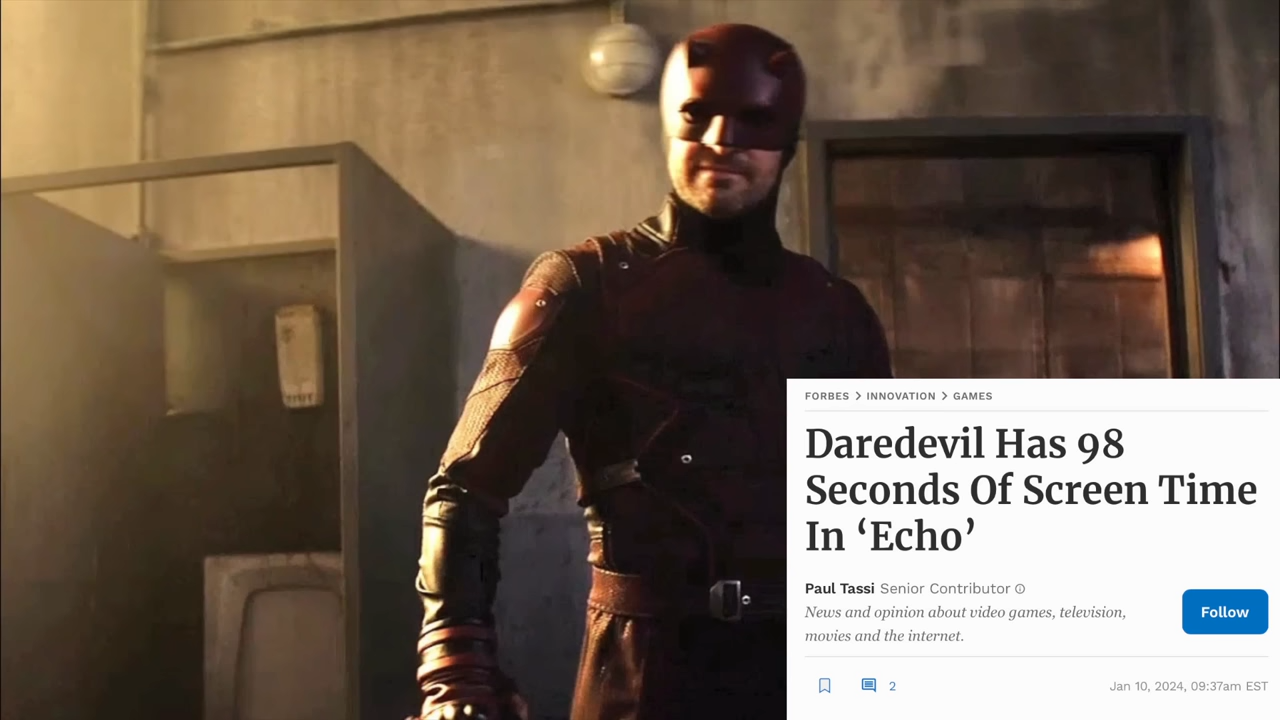 FORBES > INNOVATION > GAMES
Daredevil Has 98
Seconds Of Screen Time
In ‘Echo’
Paul Tassi Senior Contributor
News and opinion about video games, television,
movies and the internet.
Follow
2
Jan 10, 2024, 09:37am EST